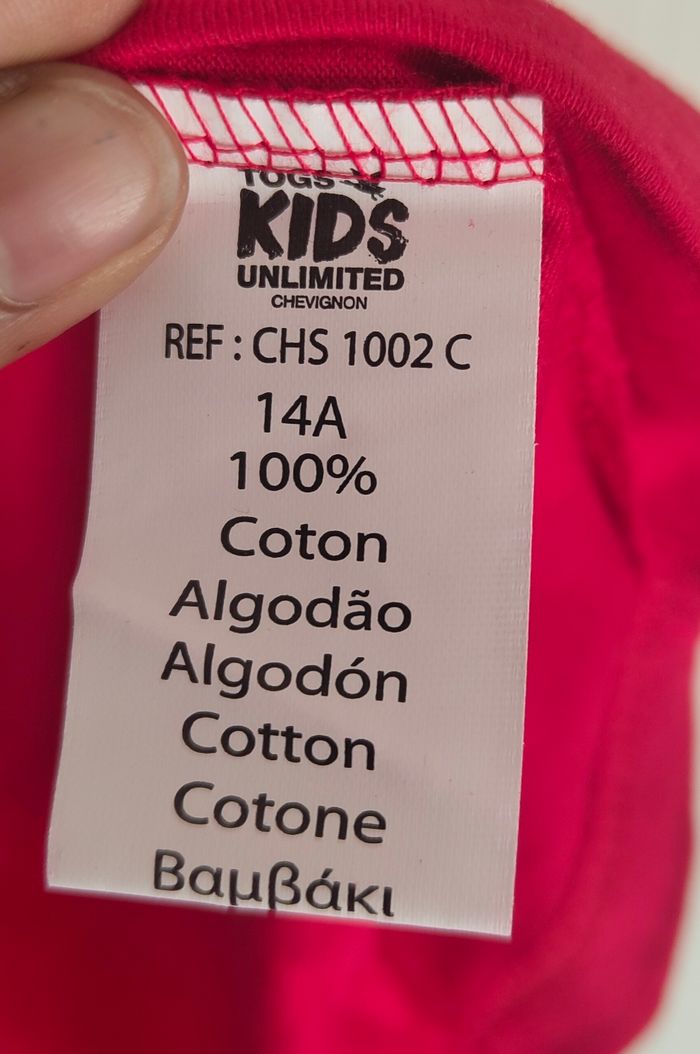 TOGS
KIDS
UNLIMITED
CHEVIGNON
REF : CHS 1002 C
14A
100%
Coton
Algodão
Algodón
Cotton
Cotone
Βαμβάκι